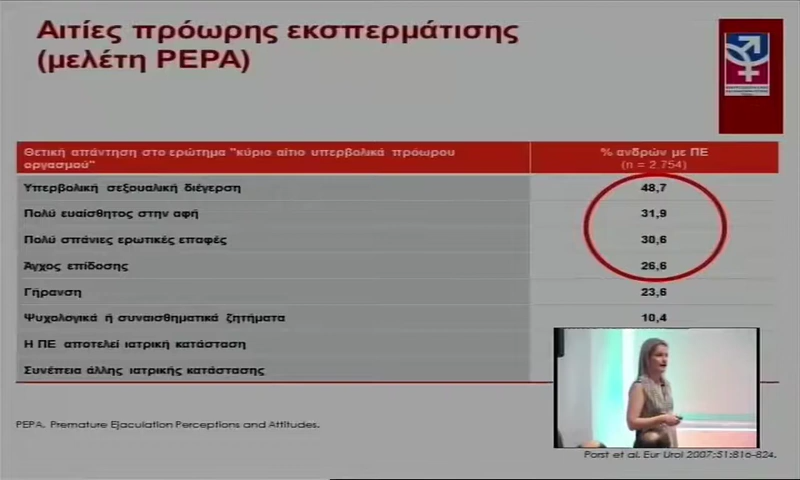 Αιτίες πρόωρης εκσπερμάτισης
(μελέτη PEPA)
Θετική απάντηση στο ερώτημα "κύριο αίτιο υπερβολικά πρόωρου
οργασμού"
% ανδρών με ΠΕ
(n = 2 754)
Υπερβολική σεξουαλική διέγερση 48,7
Πολύ ευαίσθητος στην αφή 31,9
Πολύ σπάνιες ερωτικές επαφές 30,6
Άγχος επίδοσης 26,6
Γήρανση 23,6
Ψυχολογικά ή συναισθηματικά ζητήματα 10,4
Η ΠΕ αποτελεί ιατρική κατάσταση
Συνέπεια άλλης ιατρικής κατάστασης
PEPA, Premature Ejaculation Perceptions and Attitudes.
Porst et al. Eur Urol 2007;51:816-824.